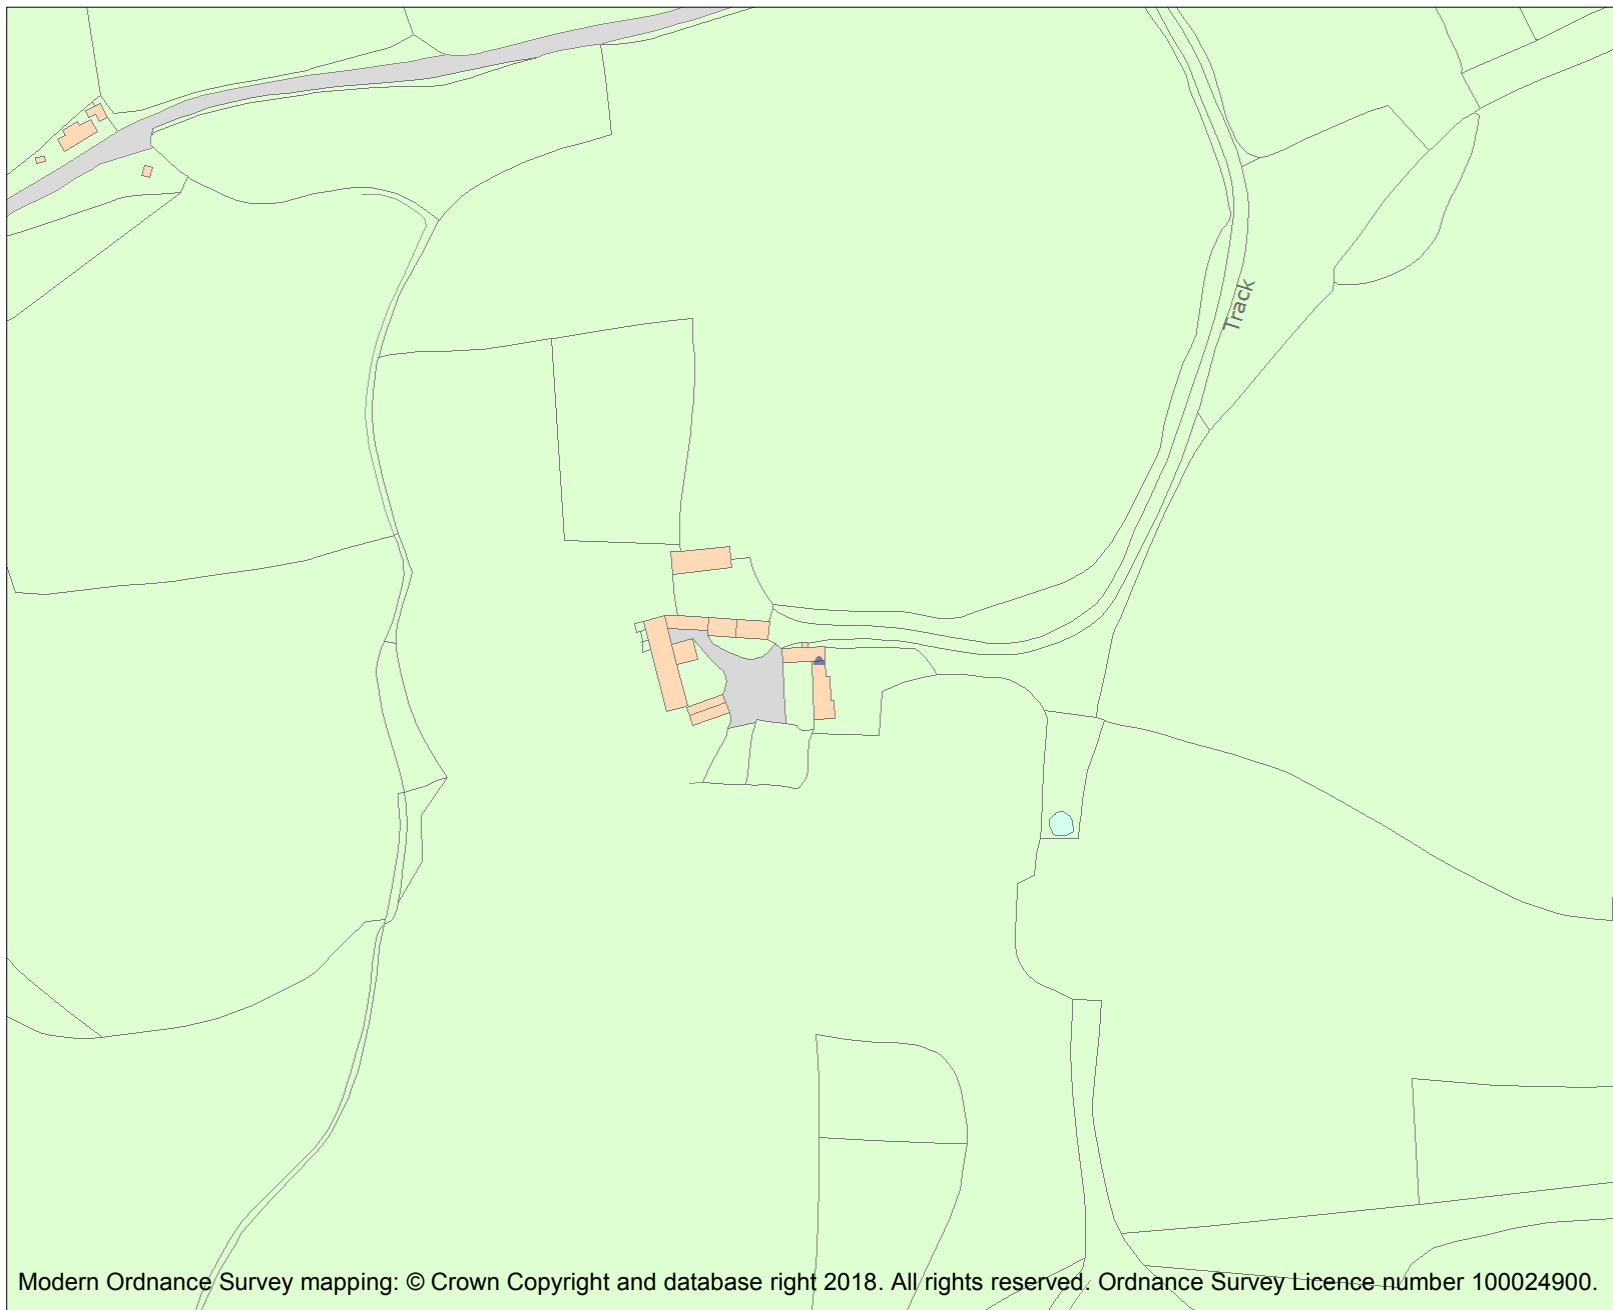 Track
Modern Ordnance Survey mapping: © Crown Copyright and database right 2018. All rights reserved. Ordnance Survey Licence number 100024900.